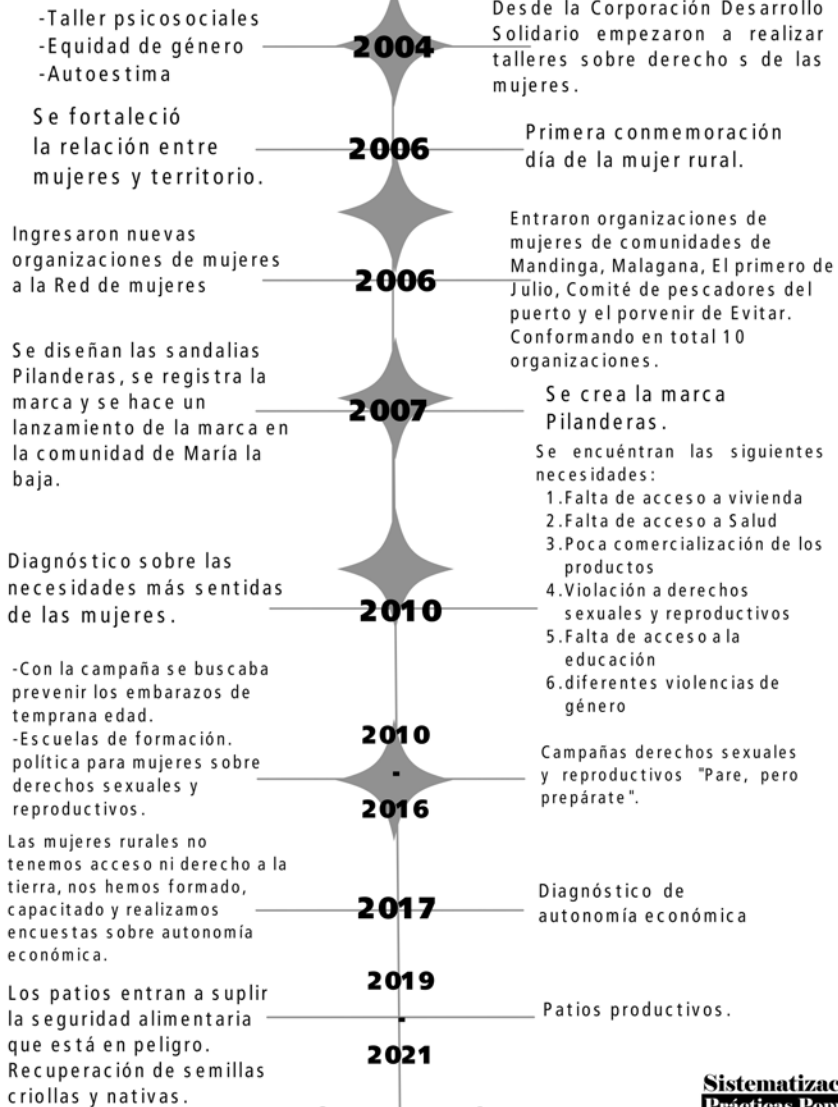 -Taller psicosociales
-Equidad de género
-Autoestima
2004
Desde la Corporación Desarrollo
Solidario empezaron a realizar
talleres sobre derecho s de las
mujeres.
Se fortaleció
la relación entre
mujeres y territorio.
2006
Primera conmemoración
día de la mujer rural.
Ingresaron nuevas
organizaciones de mujeres
a la Red de mujeres
2006
Entraron organizaciones de
mujeres de comunidades de
Mandinga, Malagana, El primero de
Julio, Comité de pescadores del
puerto y el porvenir de Evitar.
Conformando en total 10
organizaciones.
Se diseñan las sandalias
Pilanderas, se registra la
marca y se hace un
lanzamiento de la marca en
la comunidad de María la
baja.
2007
Se crea la marca
Pilanderas.
Diagnóstico sobre las
necesidades más sentidas
de las mujeres.
2010
Se encuéntran las siguientes
necesidades:
1.Falta de acceso a vivienda
2.Falta de acceso a Salud
3.Poca comercialización de los
productos
4.Violación a derechos
sexuales y reproductivos
5.Falta de acceso a la
educación
6.diferentes violencias de
género
-Con la campaña se buscaba
prevenir los embarazos de
temprana edad.
-Escuelas de formación.
política para mujeres sobre
derechos sexuales y
reproductivos.
2010
-
2016
Campañas derechos sexuales
y reproductivos "Pare, pero
prepárate".
Las mujeres rurales no
tenemos acceso ni derecho a la
tierra, nos hemos formado,
capacitado y realizamos
encuestas sobre autonomía
económica.
2017
Diagnóstico de
autonomía económica
Los patios entran a suplir
la seguridad alimentaria
que está en peligro.
Recuperación de semillas
criollas y nativas.
2019
-
2021
Patios productivos.